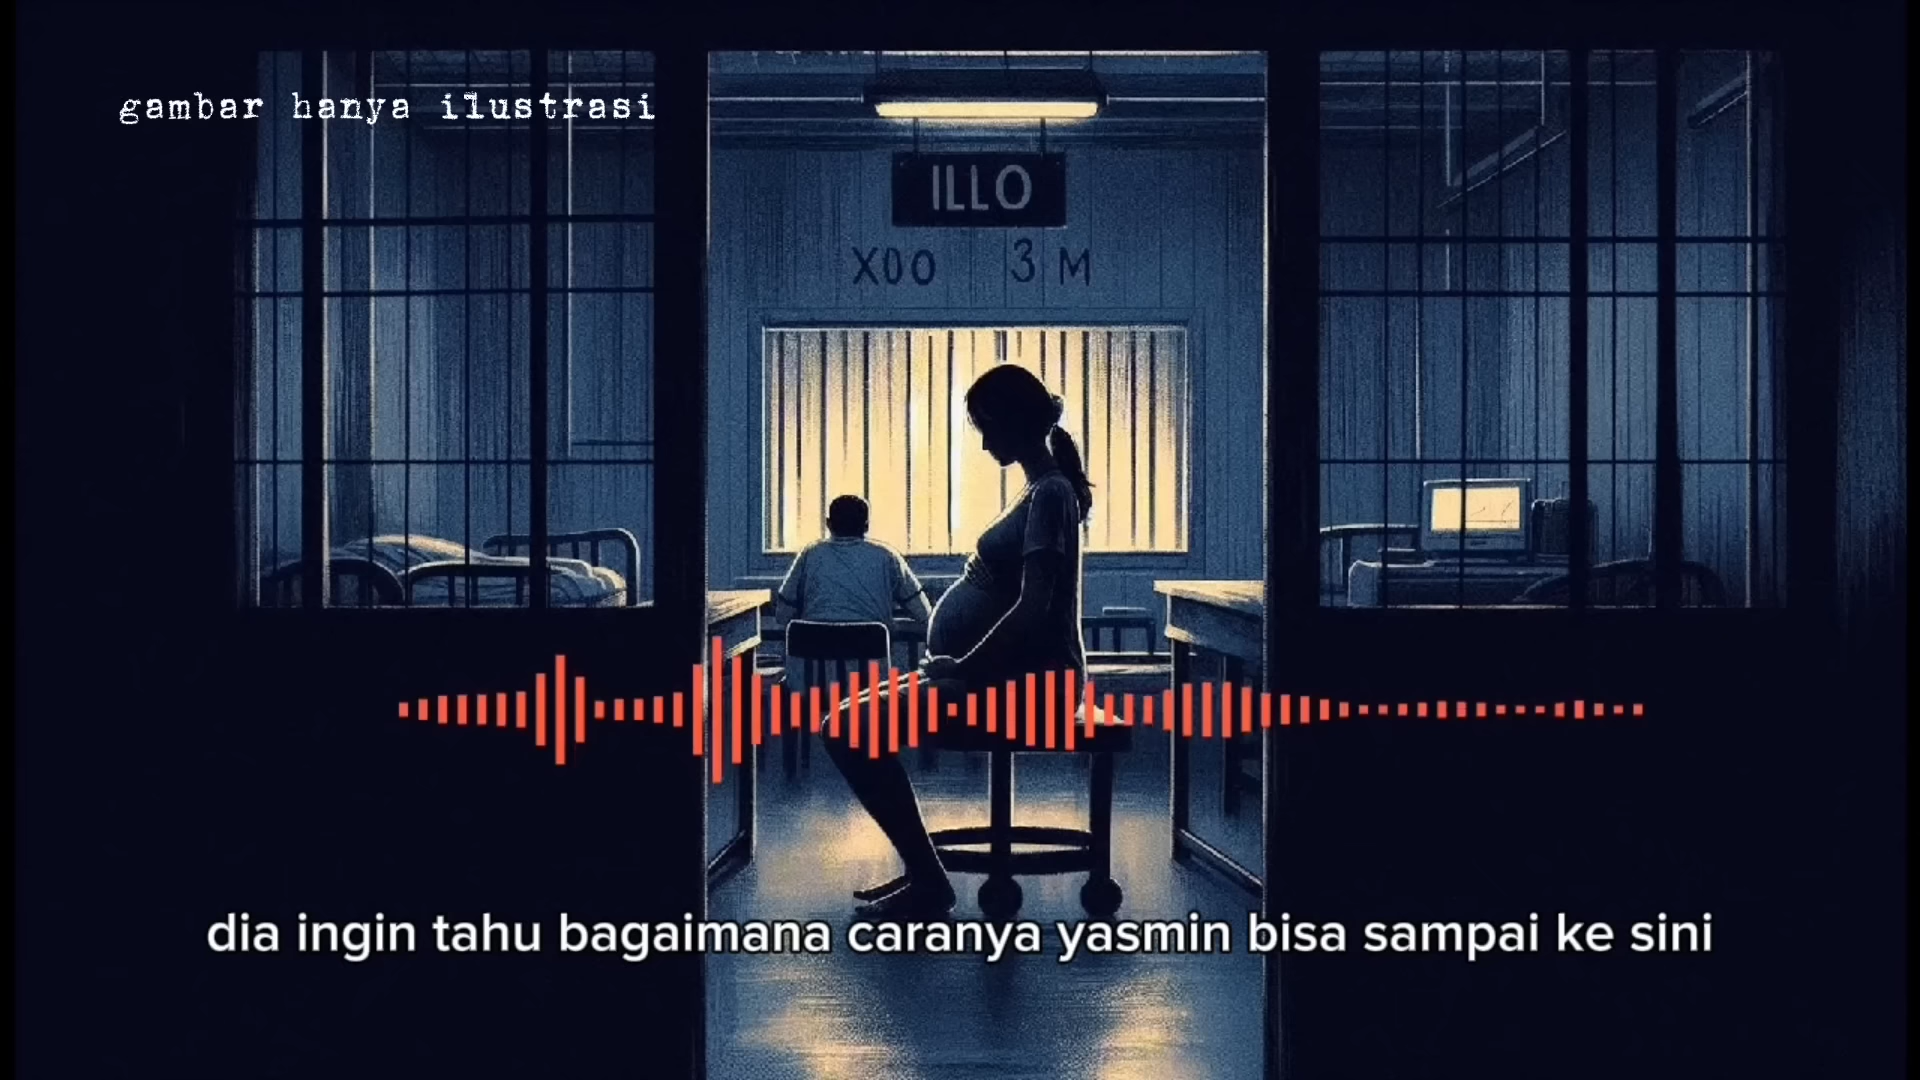 gambar hanya ilustrasi
ILLO
X00 3 M
dia ingin tahu bagaimana caranya yasmin bisa sampai ke sini